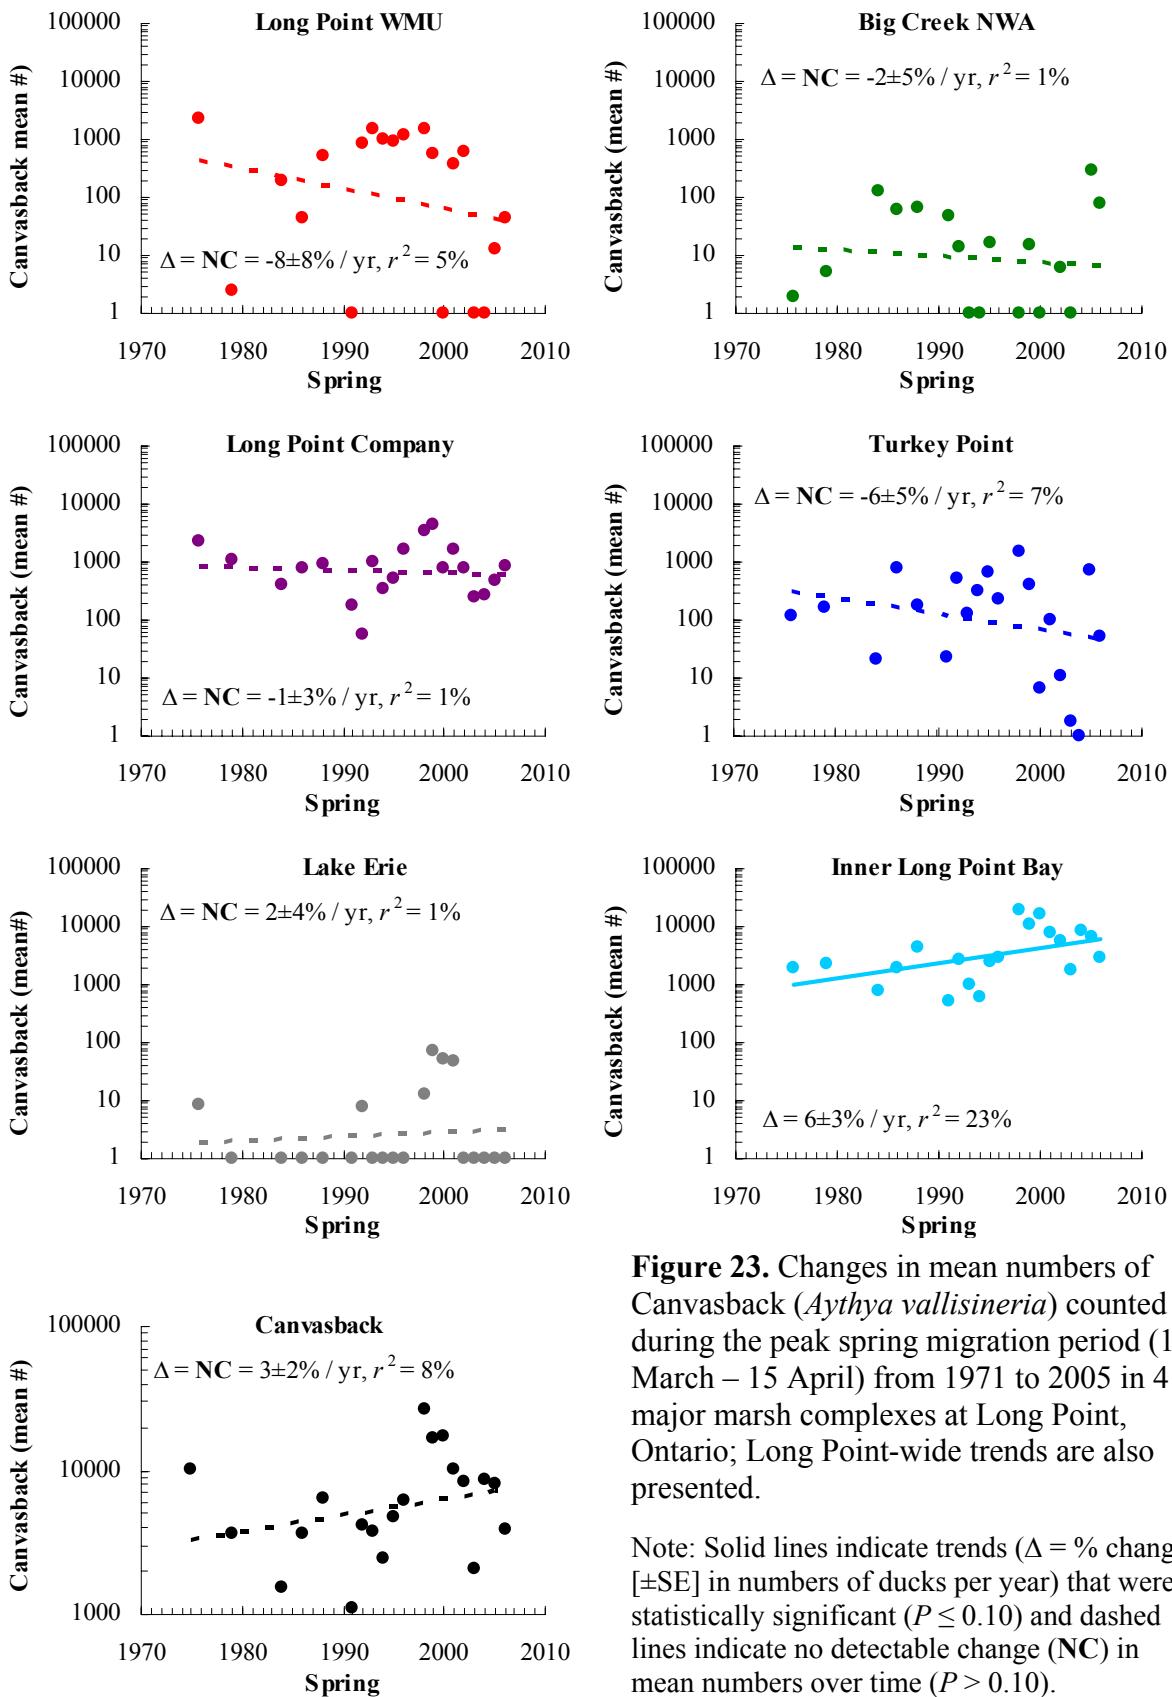 Long Point WMU
Canvasback mean #)
100000
10000
1000
100
10
1
Δ = NC = -8±8% / yr, r² = 5%
1970 1980 1990 2000 2010
Spring
Big Creek NWA
Canvasback (mean #)
100000
10000
1000
100
10
1
Δ = NC = -2±5% / yr, r² = 1%
1970 1980 1990 2000 2010
Spring
Long Point Company
Canvasback (mean #)
100000
10000
1000
100
10
1
Δ = NC = -1±3% / yr, r² = 1%
1970 1980 1990 2000 2010
Spring
Turkey Point
Canvasback (mean #)
100000
10000
1000
100
10
1
Δ = NC = -6±5% / yr, r² = 7%
1970 1980 1990 2000 2010
Spring
Lake Erie
Canvasback (mean#)
100000
10000
1000
100
10
1
Δ = NC = 2±4% / yr, r² = 1%
1970 1980 1990 2000 2010
Spring
Inner Long Point Bay
Canvasback (mean #)
100000
10000
1000
100
10
1
Δ = 6±3% / yr, r² = 23%
1970 1980 1990 2000 2010
Spring
Canvasback
Canvasback (mean #)
100000
10000
1000
Δ = NC = 3±2% / yr, r² = 8%
1970 1980 1990 2000 2010
Spring
Figure 23. Changes in mean numbers of
Canvasback (Aythya vallisineria) counted
during the peak spring migration period (1
March – 15 April) from 1971 to 2005 in 4
major marsh complexes at Long Point,
Ontario; Long Point-wide trends are also
presented.
Note: Solid lines indicate trends (Δ = % chang
[±SE] in numbers of ducks per year) that were
statistically significant (P ≤ 0.10) and dashed
lines indicate no detectable change (NC) in
mean numbers over time (P > 0.10).